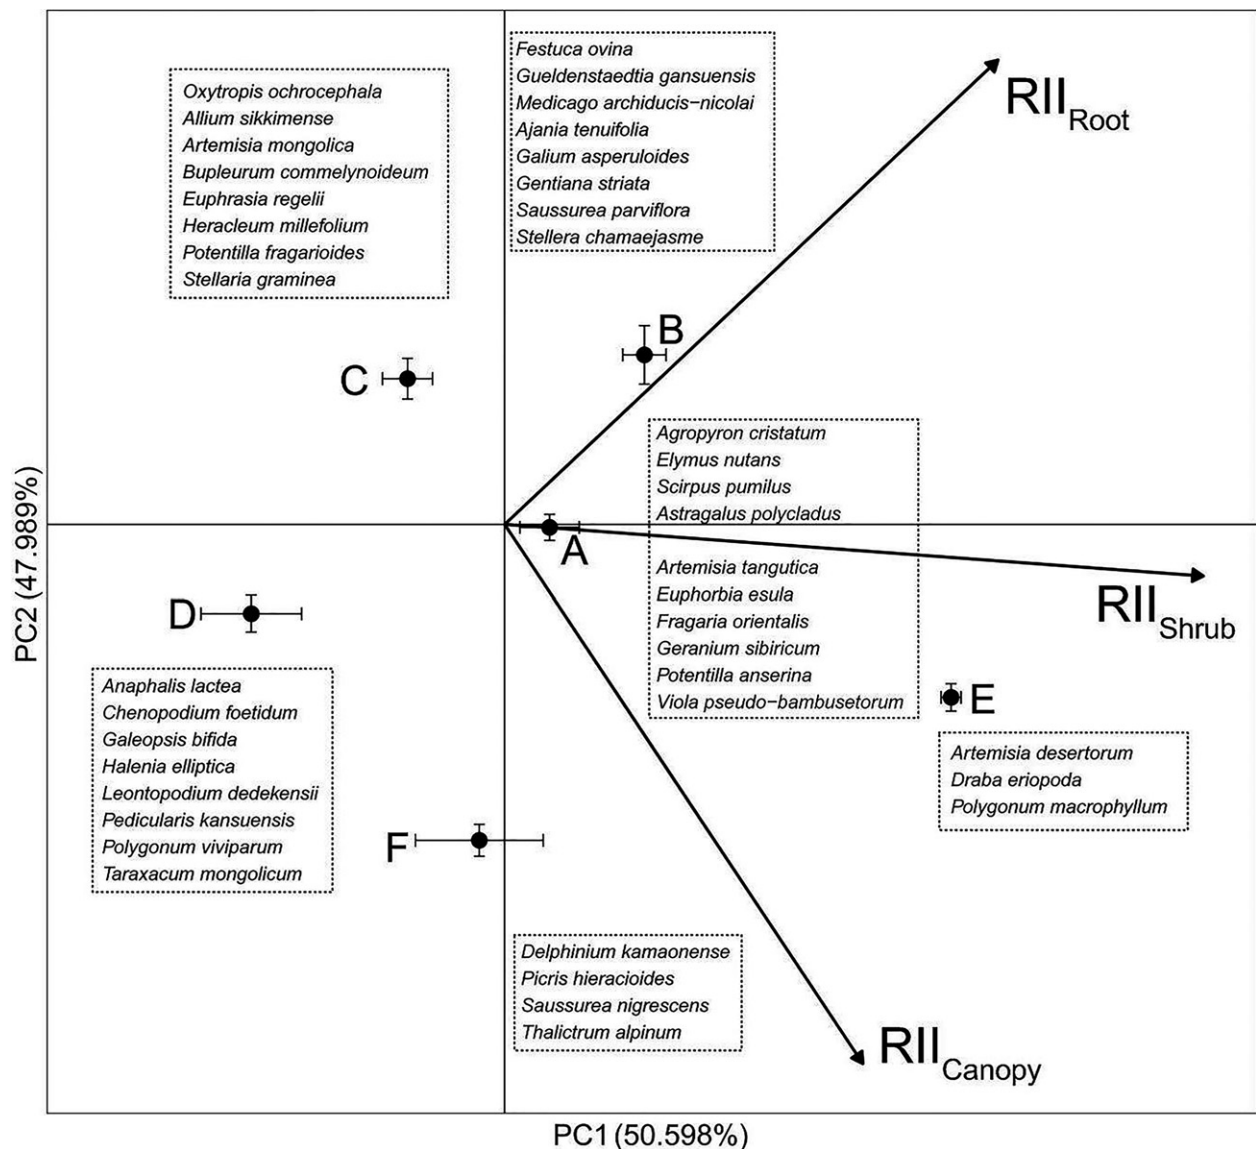 Oxytropis ochrocephala
Allium sikkimense
Artemisia mongolica
Bupleurum commelynoideum
Euphrasia regelii
Heracleum millefolium
Potentilla fragarioides
Stellaria graminea
Festuca ovina
Gueldenstaedtia gansuensis
Medicago archiducis−nicolai
Ajania tenuifolia
Galium asperuloides
Gentiana striata
Saussurea parviflora
Stellera chamaejasme
RII Root
B
C
Agropyron cristatum
Elymus nutans
Scirpus pumilus
Astragalus polycladus
Artemisia tangutica
Euphorbia esula
Fragaria orientalis
Geranium sibiricum
Potentilla anserina
Viola pseudo−bambusetorum
A
RII Shrub
D
Anaphalis lactea
Chenopodium foetidum
Galeopsis bifida
Halenia elliptica
Leontopodium dedekensii
Pedicularis kansuensis
Polygonum viviparum
Taraxacum mongolicum
E
Artemisia desertorum
Draba eriopoda
Polygonum macrophyllum
F
Delphinium kamaonense
Picris hieracioides
Saussurea nigrescens
Thalictrum alpinum
RII Canopy
PC2 (47.989%)
PC1 (50.598%)